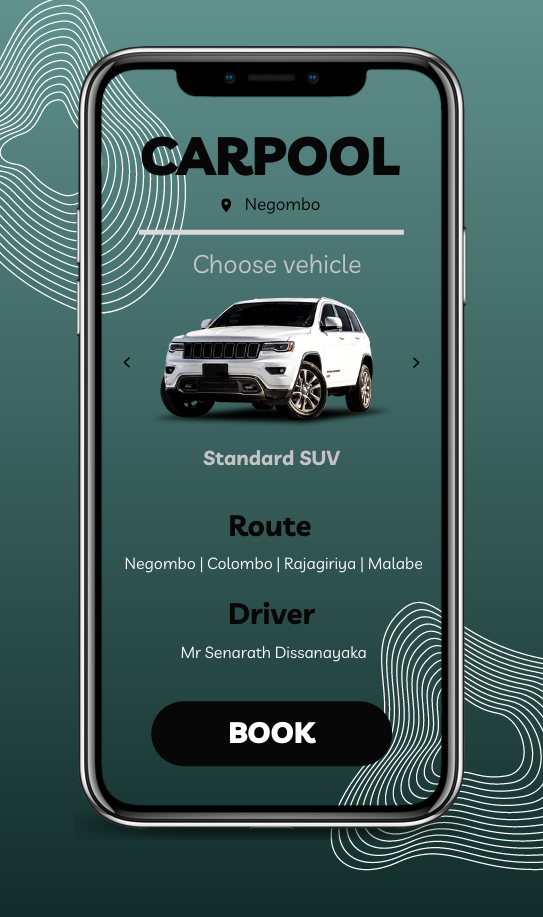 CARPOOL
Negombo
Choose vehicle
< >
Standard SUV
Route
Negombo | Colombo | Rajagiriya | Malabe
Driver
Mr Senarath Dissanayaka
BOOK